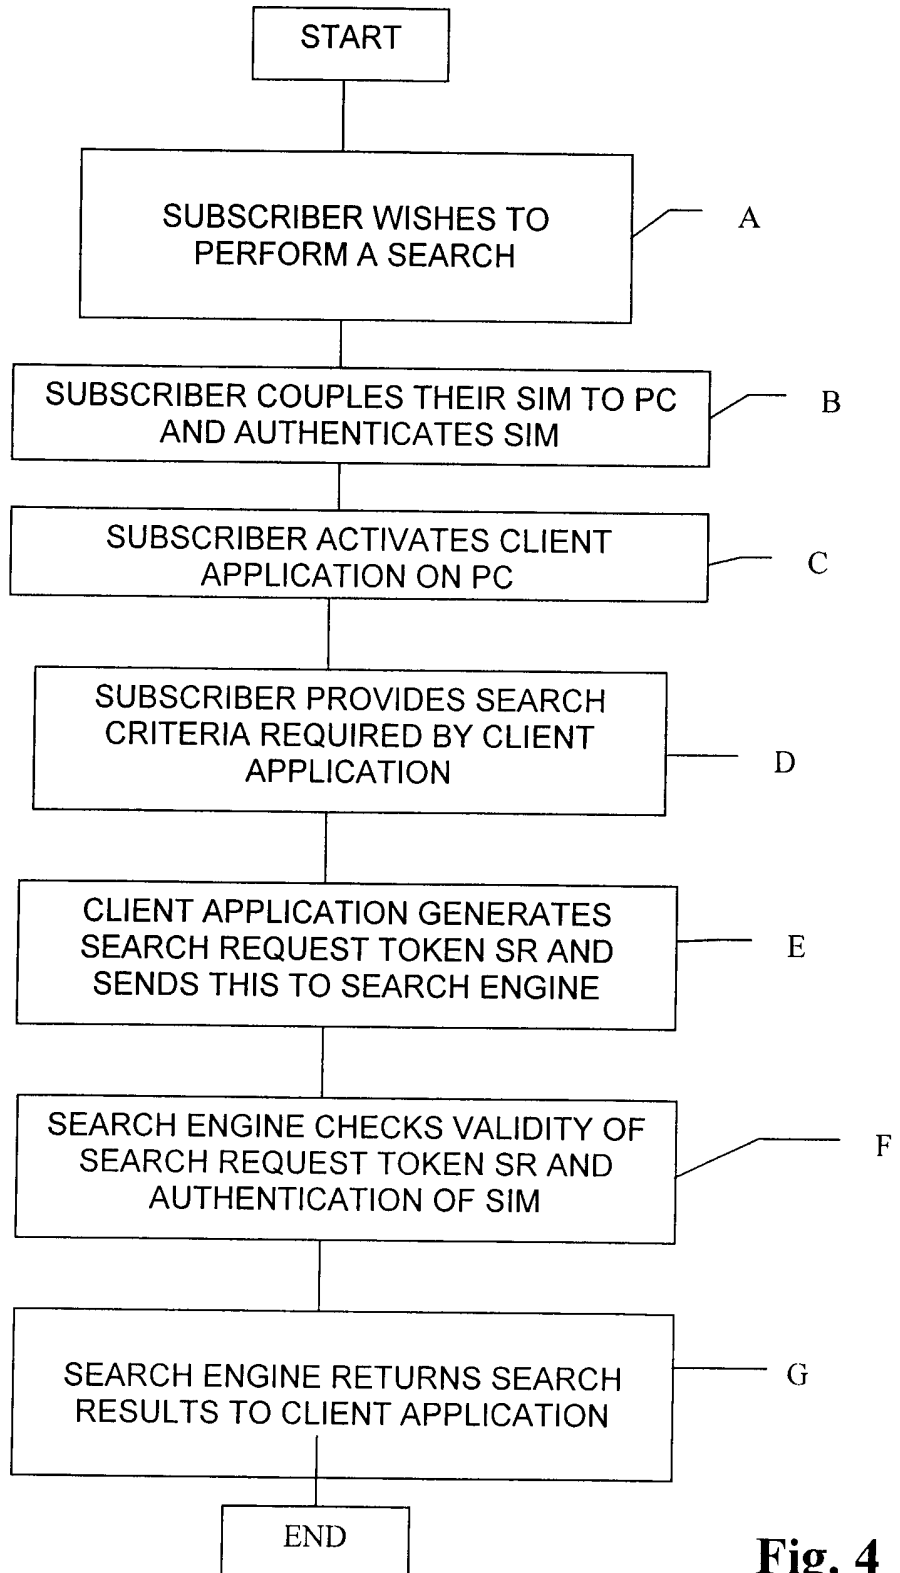 START
SUBSCRIBER WISHES TO
PERFORM A SEARCH
A
SUBSCRIBER COUPLES THEIR SIM TO PC
AND AUTHENTICATES SIM
B
SUBSCRIBER ACTIVATES CLIENT
APPLICATION ON PC
C
SUBSCRIBER PROVIDES SEARCH
CRITERIA REQUIRED BY CLIENT
APPLICATION
D
CLIENT APPLICATION GENERATES
SEARCH REQUEST TOKEN SR AND
SENDS THIS TO SEARCH ENGINE
E
SEARCH ENGINE CHECKS VALIDITY OF
SEARCH REQUEST TOKEN SR AND
AUTHENTICATION OF SIM
F
SEARCH ENGINE RETURNS SEARCH
RESULTS TO CLIENT APPLICATION
G
END
Fig. 4